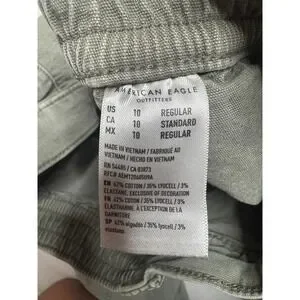 AMERICAN EAGLE
OUTFITTERS
US 10 REGULAR
CA 10 STANDARD
MX 10 REGULAR
MADE IN VIETNAM / FABRIQUÉ AU
VIETNAM / HECHO EN VIETNAM
RN 54485 / CA 03873
EN 62% COTTON / 35% LYOCELL / 3%
ELASTANE, EXCLUSIVE OF DECORATION
FR 62% / 35% LYOCELL / 3%
ÉLASTHANNE, À L'EXCEPTION DE LA
GARNITURE
SP 62% algodón / 35% lyocell / 3%
elastano.